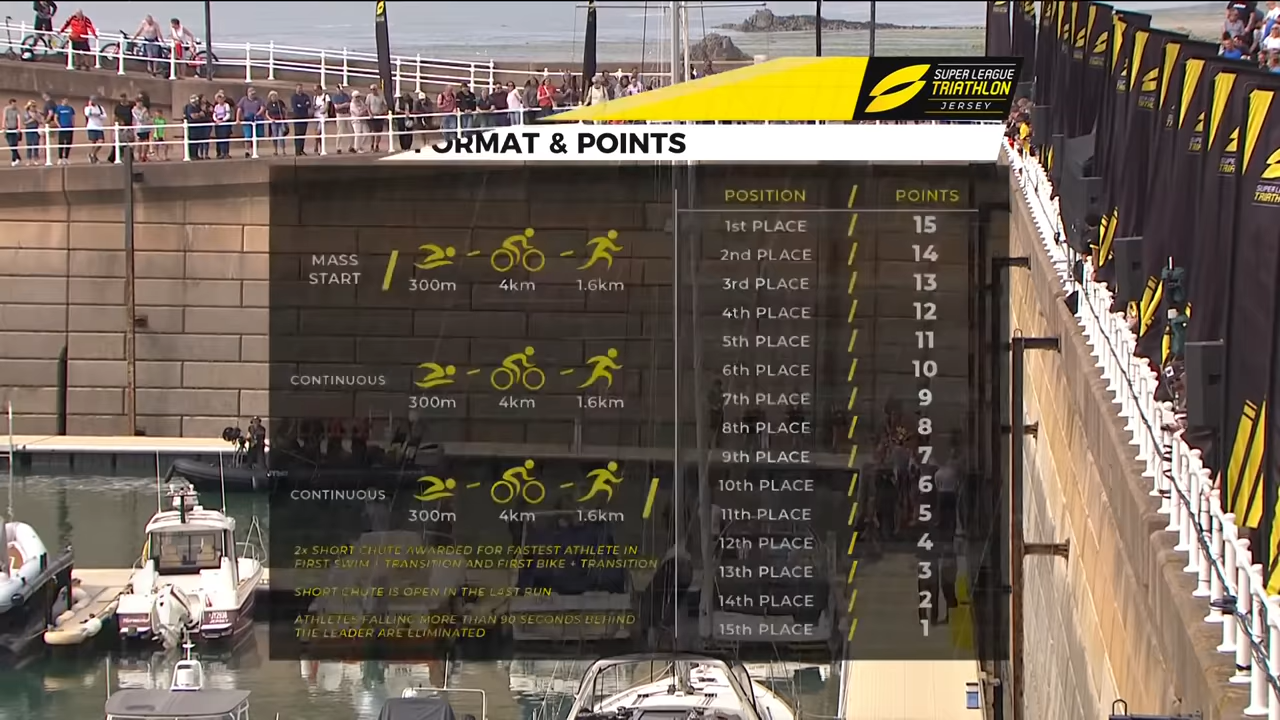 SUPER LEAGUE
TRIATHLON
JERSEY
FORMAT & POINTS
MASS
START
300m 4km 1.6km
CONTINUOUS
300m 4km 1.6km
CONTINUOUS
300m 4km 1.6km
2x SHORT CHUTE AWARDED FOR FASTEST ATHLETE IN
FIRST SWIM + TRANSITION AND FIRST BIKE + TRANSITION
SHORT CHUTE IS OPEN IN THE LAST RUN
ATHLETES FALLING MORE THAN 90 SECONDS BEHIND
THE LEADER ARE ELIMINATED
POSITION / POINTS
1st PLACE / 15
2nd PLACE / 14
3rd PLACE / 13
4th PLACE / 12
5th PLACE / 11
6th PLACE / 10
7th PLACE / 9
8th PLACE / 8
9th PLACE / 7
10th PLACE / 6
11th PLACE / 5
12th PLACE / 4
13th PLACE / 3
14th PLACE / 2
15th PLACE / 1